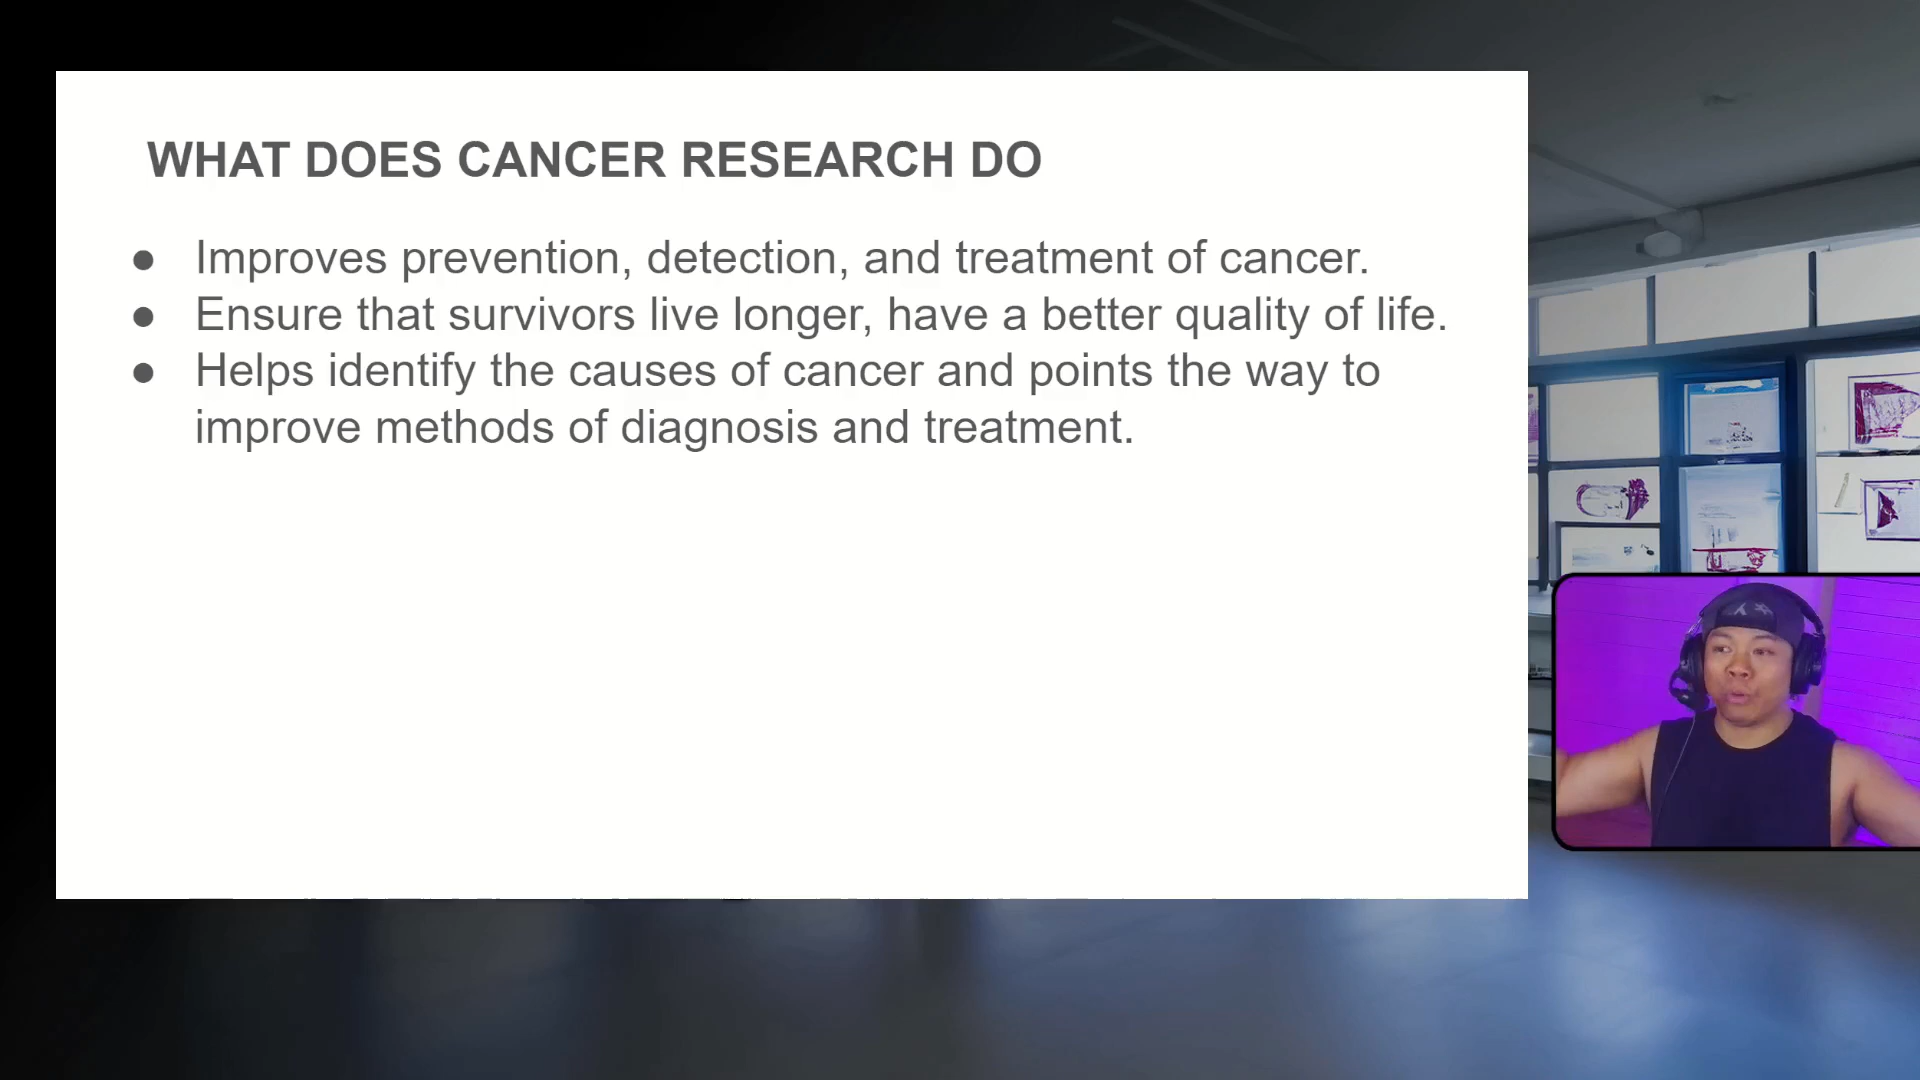 WHAT DOES CANCER RESEARCH DO
● Improves prevention, detection, and treatment of cancer.
● Ensure that survivors live longer, have a better quality of life.
● Helps identify the causes of cancer and points the way to
improve methods of diagnosis and treatment.